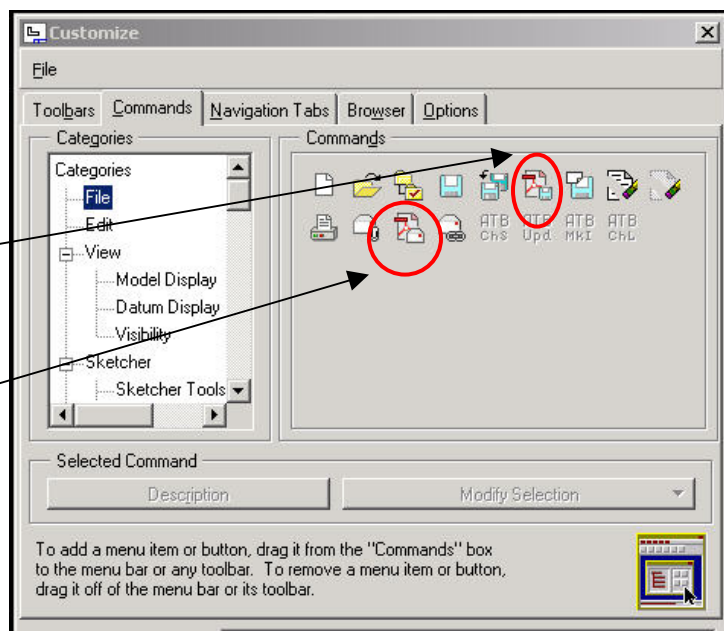 Customize
File
Toolbars Commands Navigation Tabs Browser Options
Categories
Commands
Categories
File
Edit
View
Model Display
Datum Display
Visibility
Sketcher
Sketcher Tools
ATB ATB ATB ATB
ChS Upd MkI ChL
Selected Command
Description
Modify Selection
To add a menu item or button, drag it from the "Commands" box
to the menu bar or any toolbar. To remove a menu item or button,
drag it off of the menu bar or its toolbar.